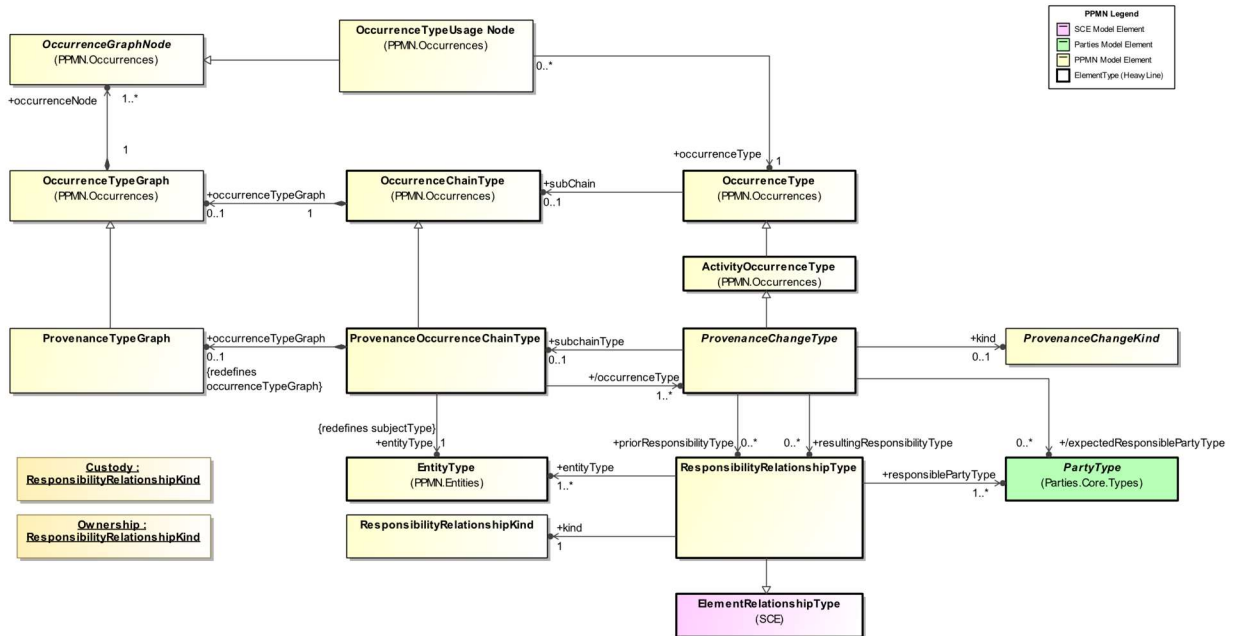 PPMN Legend
SCE Model Element
Parties Model Element
PPMN Model Element
ElementType (Heavy Line)
OccurrenceGraphNode
(PPMN.Occurrences)
OccurrenceTypeUsage Node
(PPMN.Occurrences)
0..*
+occurrenceNode
1..*
1
+occurrenceType
1
OccurrenceTypeGraph
(PPMN.Occurrences)
+occurrenceTypeGraph
0..1
1
OccurrenceChainType
(PPMN.Occurrences)
+subChain
0..1
OccurrenceType
(PPMN.Occurrences)
ActivityOccurrenceType
(PPMN.Occurrences)
ProvenanceTypeGraph
+occurrenceTypeGraph
0..1
{redefines
occurrenceTypeGraph}
ProvenanceOccurrenceChainType
+subchainType
0..1
+/occurrenceType
1..*
ProvenanceChangeType
+kind
0..1
ProvenanceChangeKind
{redefines subjectType}
+entityType
1
+priorResponsibilityType
0..*
0..*
+resultingResponsibilityType
0..*
+/expectedResponsiblePartyType
Custody :
ResponsibilityRelationshipKind
EntityType
(PPMN.Entities)
+entityType
1..*
ResponsibilityRelationshipType
+responsiblePartyType
1..*
PartyType
(Parties.Core.Types)
Ownership :
ResponsibilityRelationshipKind
ResponsibilityRelationshipKind
+kind
1
ElementRelationshipType
(SCE)